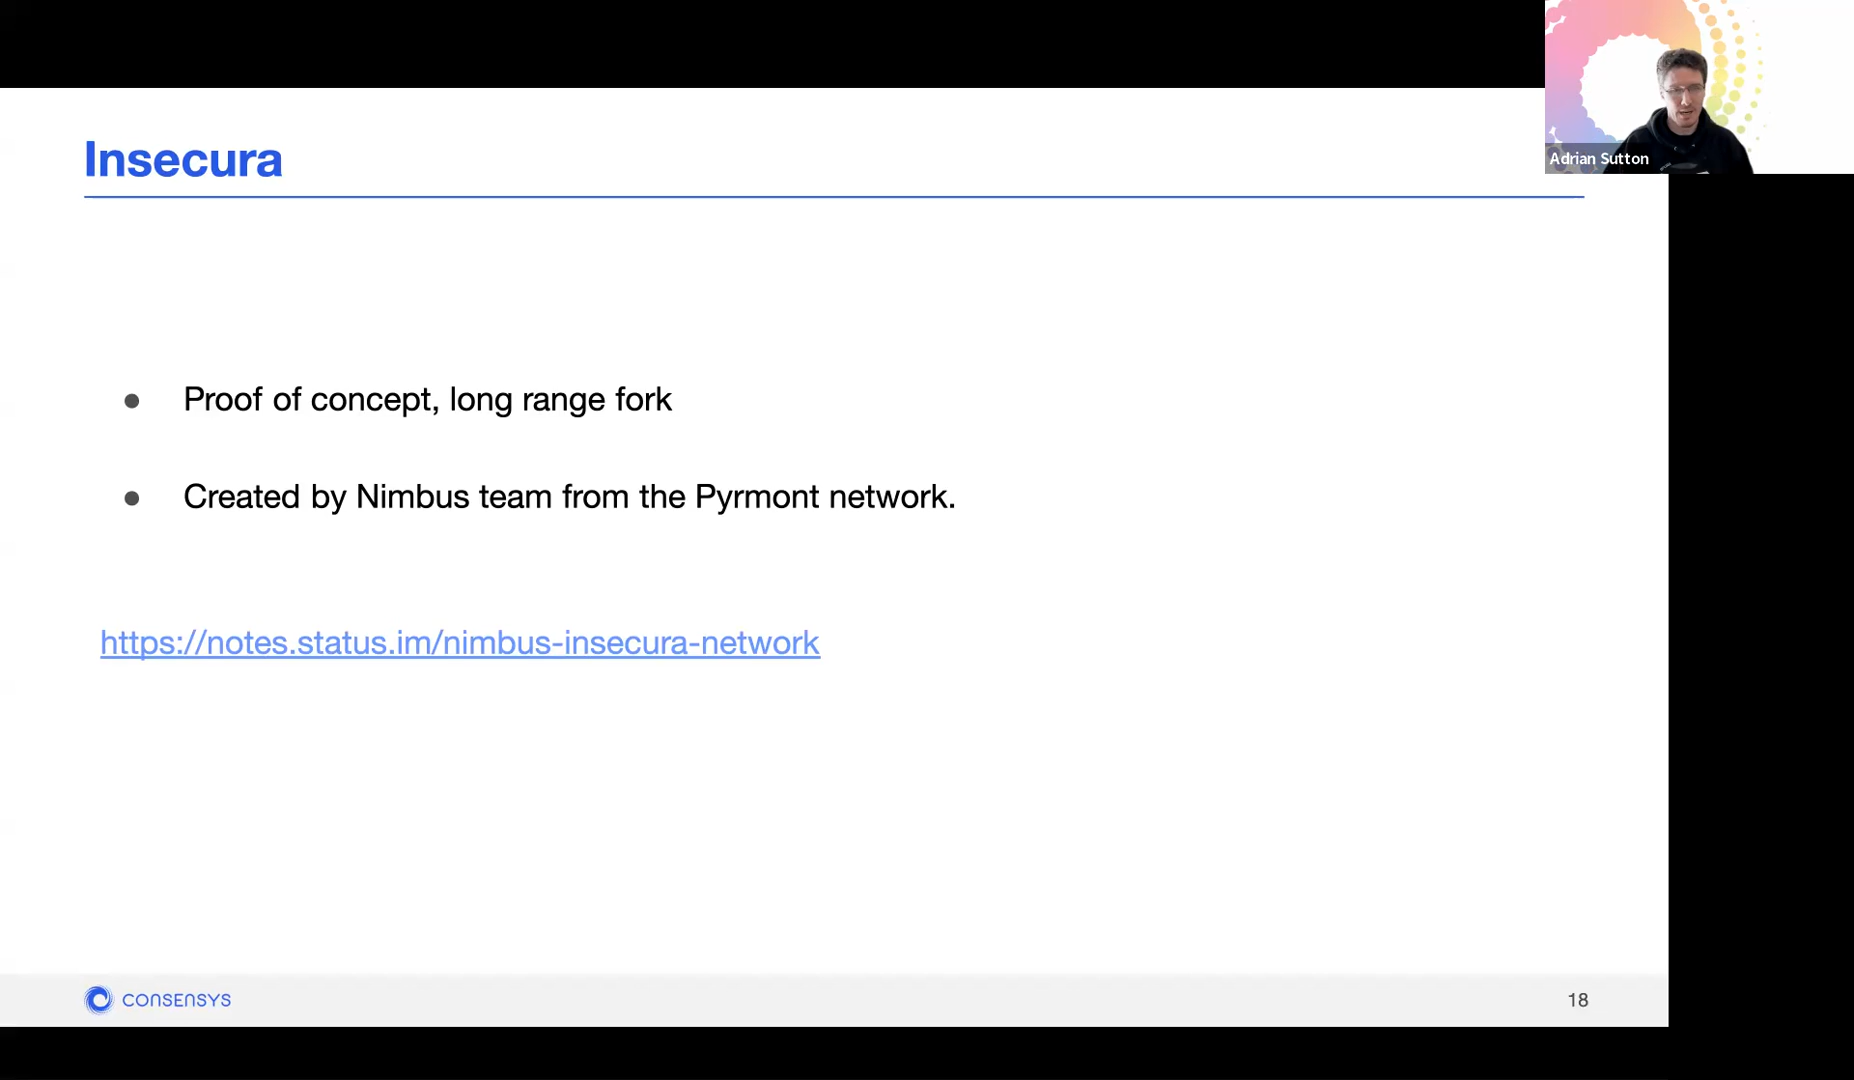 Adrian Sutton
Insecura
● Proof of concept, long range fork
● Created by Nimbus team from the Pyrmont network.
https://notes.status.im/nimbus-insecura-network
CONSENSYS
18